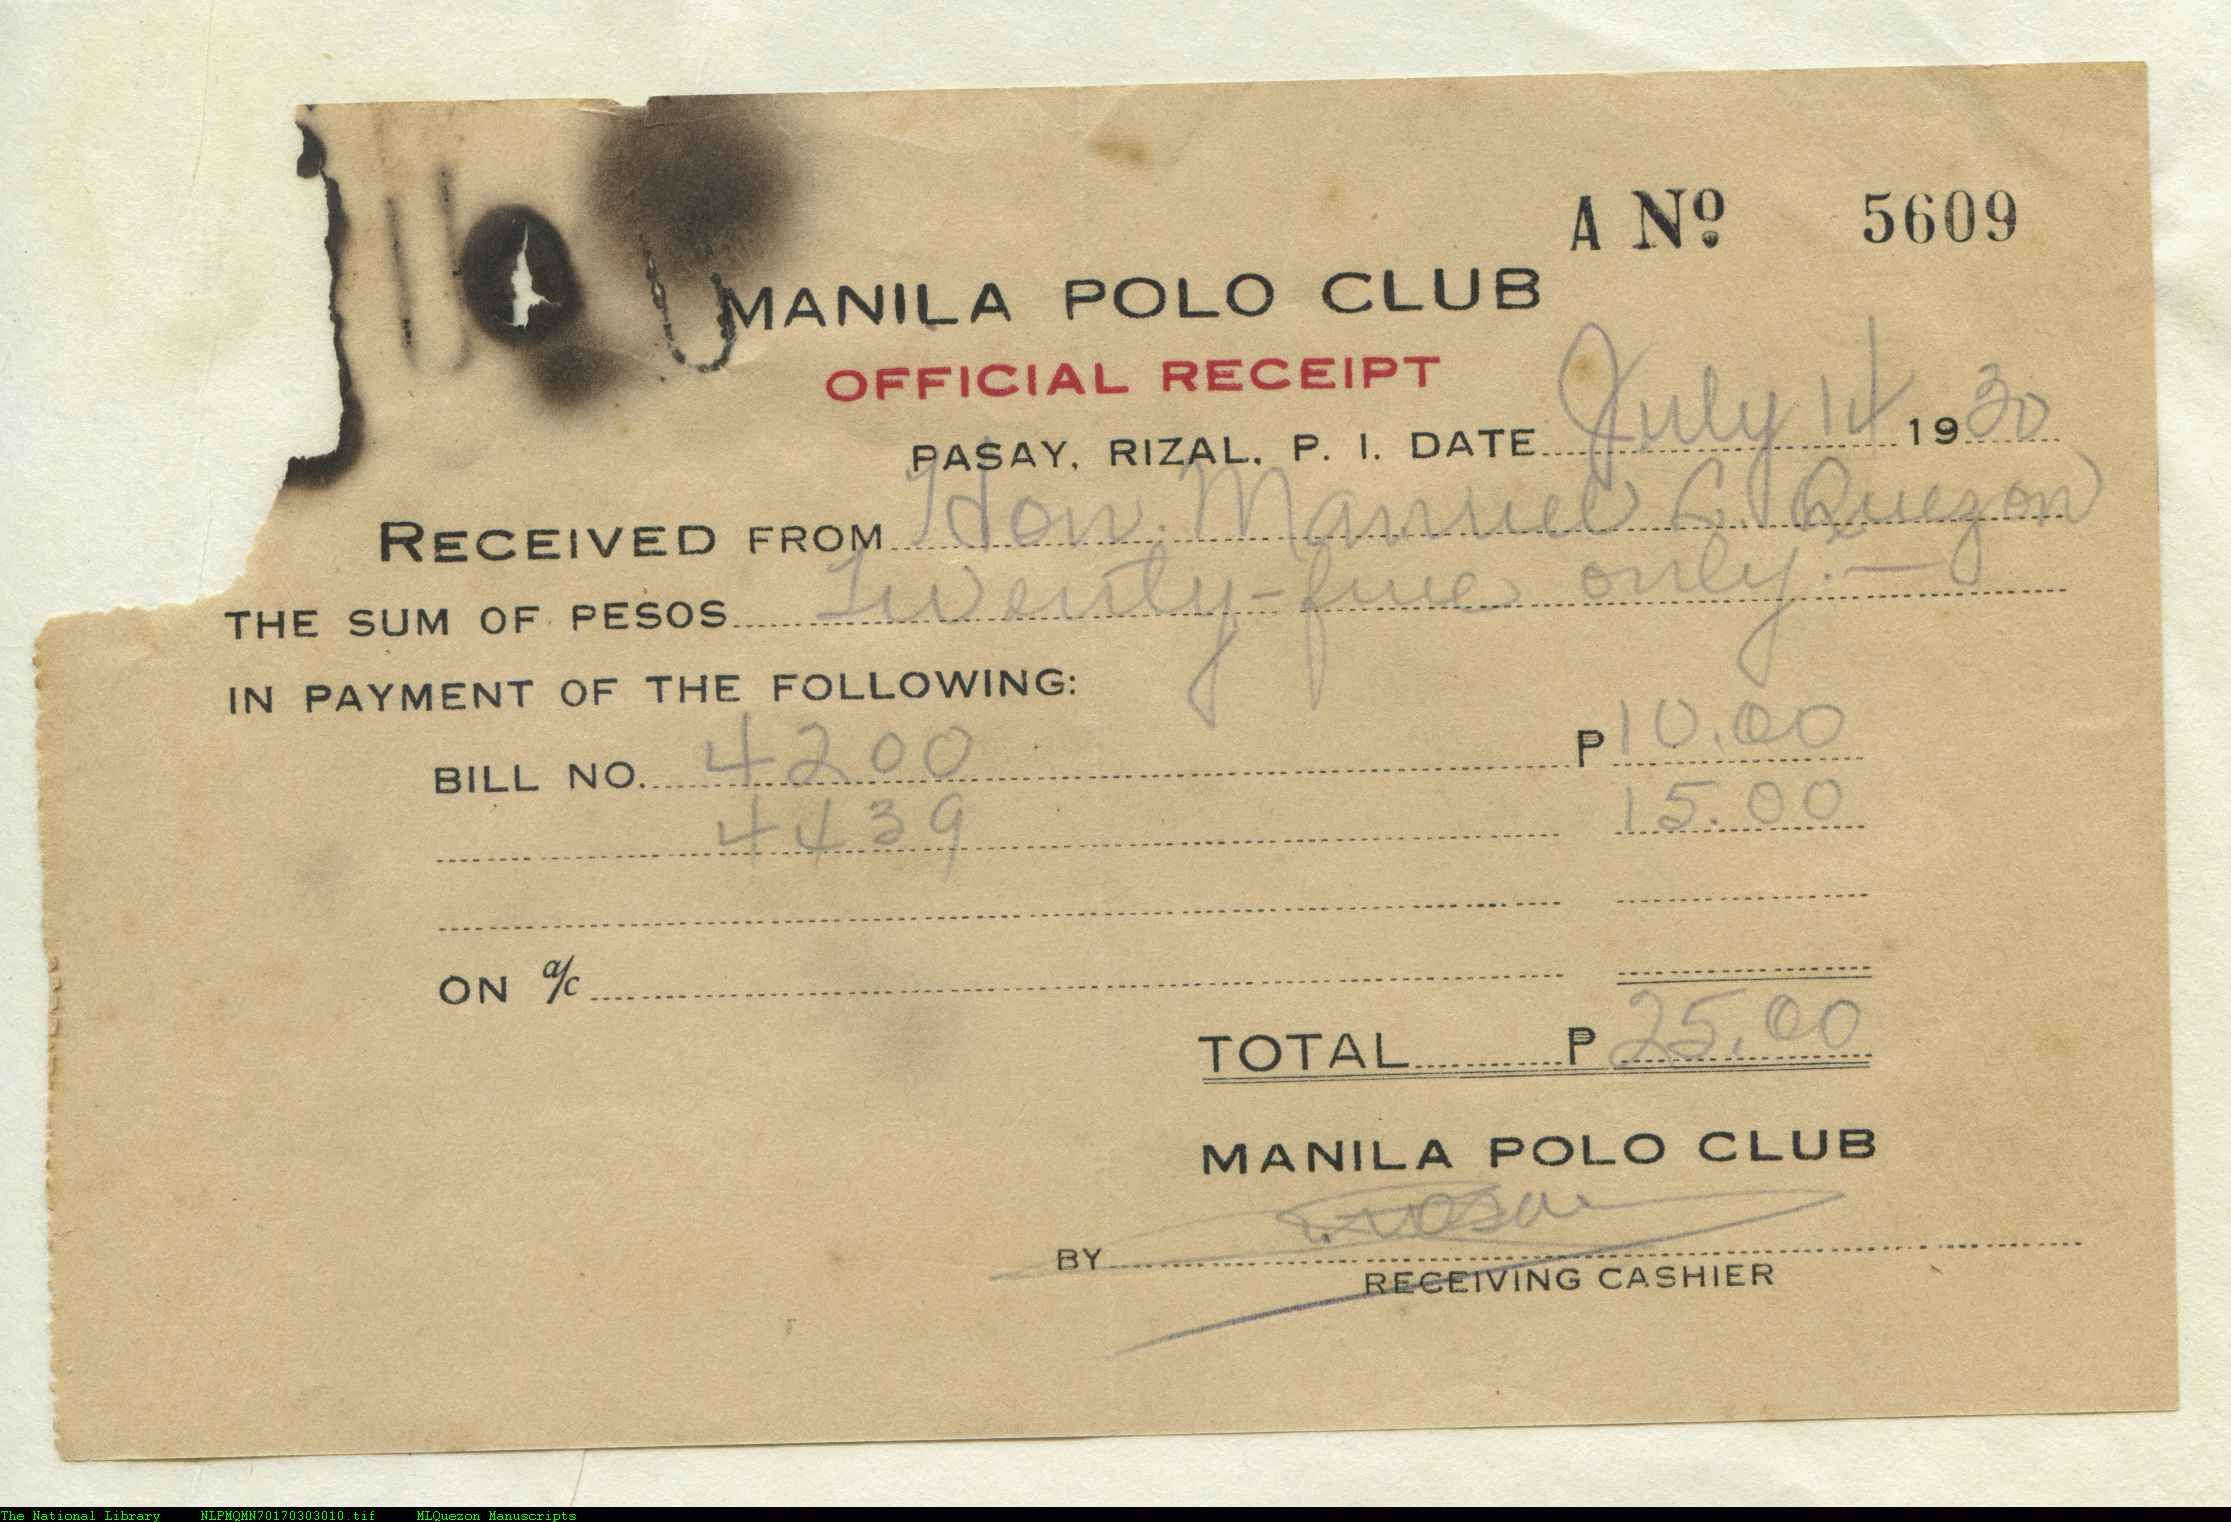 A Nº 5609
MANILA POLO CLUB
OFFICIAL RECEIPT
PASAY, RIZAL, P. I. DATE July 14 1930
RECEIVED FROM Hon. Manuel L. Quezon
THE SUM OF PESOS Twenty-five only.—
IN PAYMENT OF THE FOLLOWING:
BILL NO. 4200 ₱ 10.00
4439 15.00
ON a/c
TOTAL ₱ 25.00
MANILA POLO CLUB
BY
RECEIVING CASHIER
The National Library NLPMQMN70170303010.tif MLQuezon Manuscripts